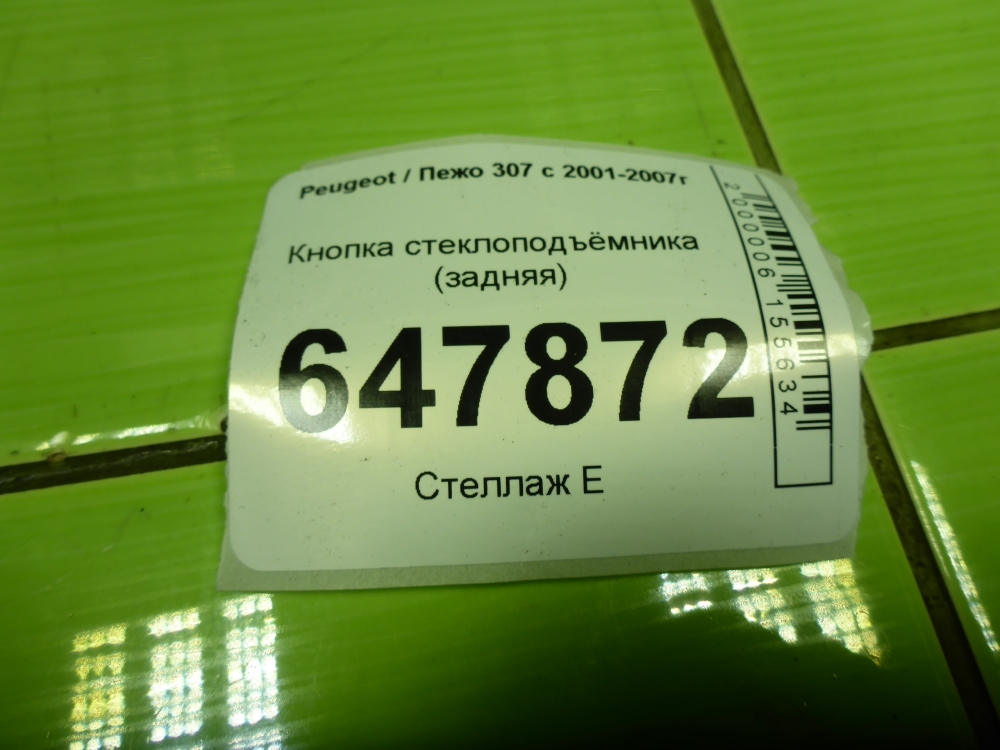 Peugeot / Пежо 307 с 2001-2007г
Кнопка стеклоподъёмника
(задняя)
647872
Стеллаж Е
2000006155634